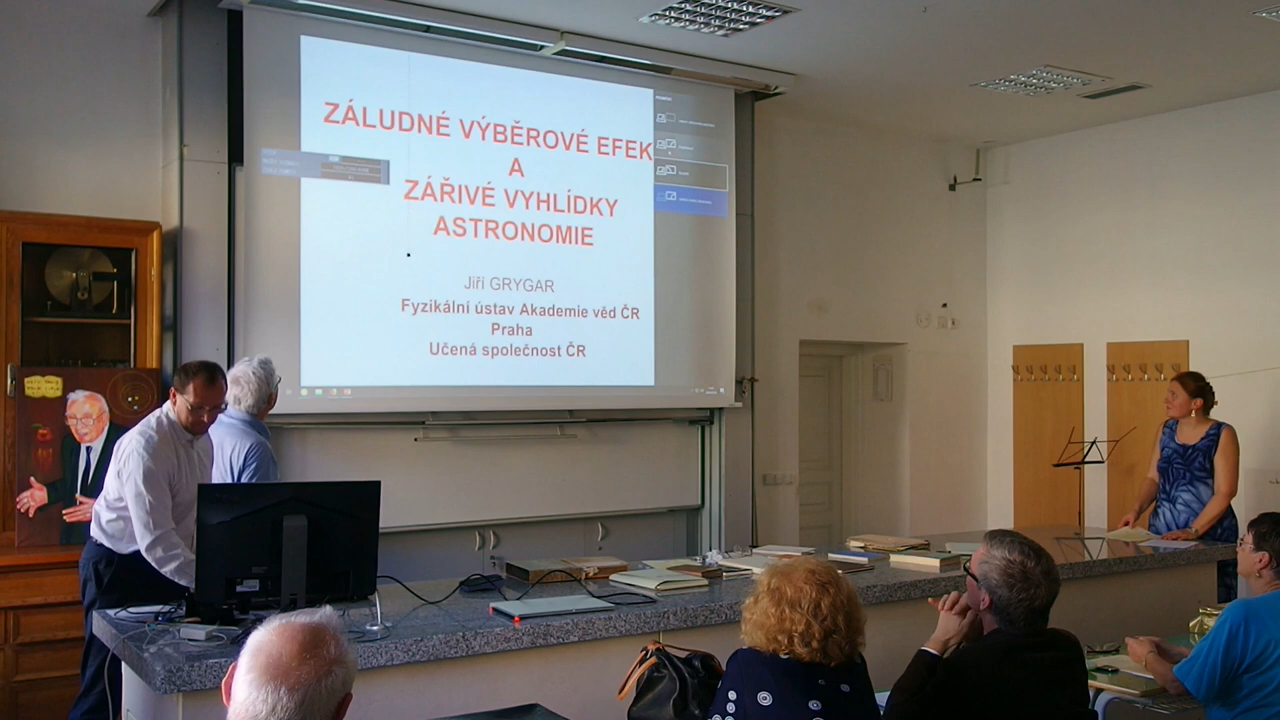 ZÁLUDNÉ VÝBĚROVÉ EFEK
A
ZÁŘIVÉ VYHLÍDKY
ASTRONOMIE
Jiří GRYGAR
Fyzikální ústav Akademie věd ČR
Praha
Učená společnost ČR